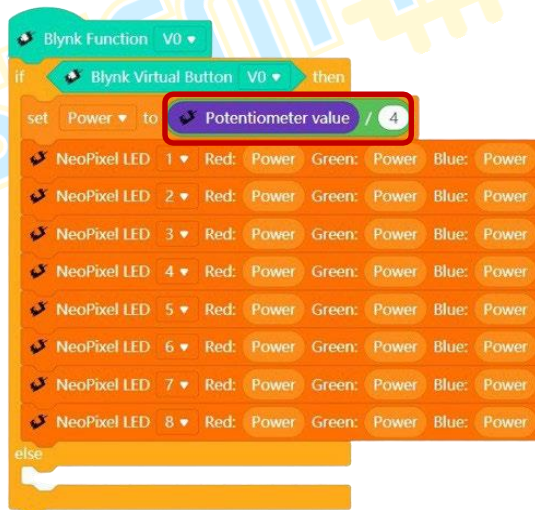 Blynk Function V0
if Blynk Virtual Button V0 then
set Power to Potentiometer value / 4
NeoPixel LED 1 Red: Power Green: Power Blue: Power
NeoPixel LED 2 Red: Power Green: Power Blue: Power
NeoPixel LED 3 Red: Power Green: Power Blue: Power
NeoPixel LED 4 Red: Power Green: Power Blue: Power
NeoPixel LED 5 Red: Power Green: Power Blue: Power
NeoPixel LED 6 Red: Power Green: Power Blue: Power
NeoPixel LED 7 Red: Power Green: Power Blue: Power
NeoPixel LED 8 Red: Power Green: Power Blue: Power
else